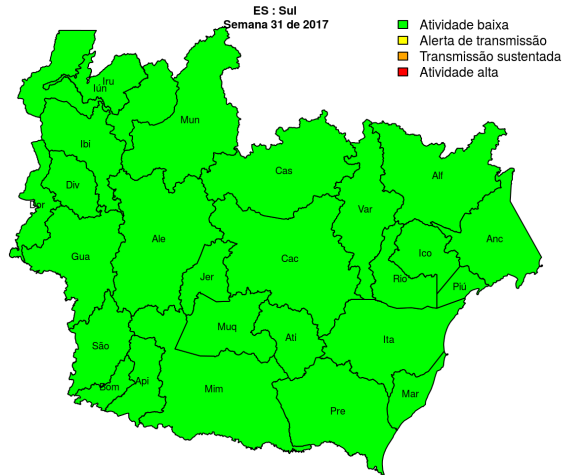 ES : Sul
Semana 31 de 2017
Atividade baixa
Alerta de transmissão
Transmissão sustentada
Atividade alta
Iru
Iún
Mun
Ibi
Cas
Alf
Div
Dor
Var
Ale
Anc
Ico
Gua
Cac
Jer
Rio
Piú
Muq
Ati
Ita
São
Api
Bom
Mim
Mar
Pre